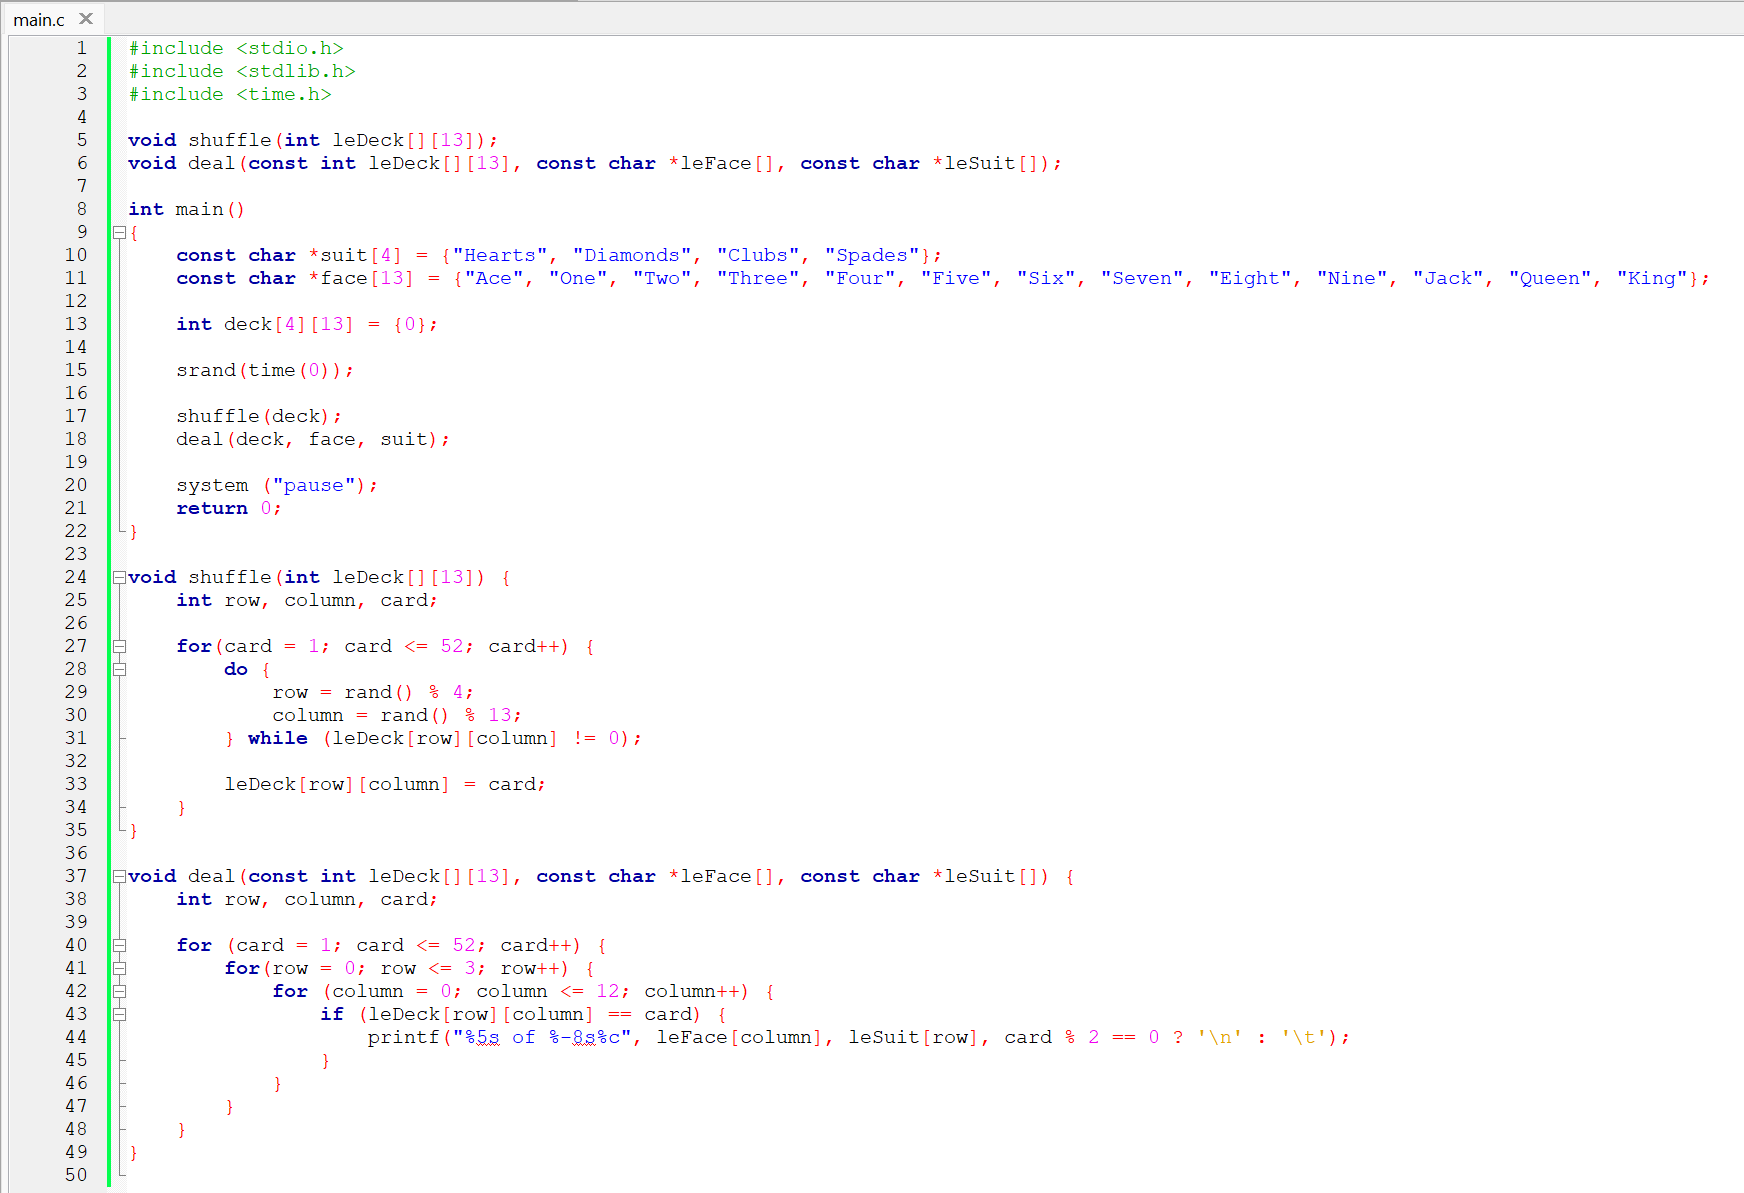 main.c ×
1 #include <stdio.h>
2 #include <stdlib.h>
3 #include <time.h>
4
5 void shuffle(int leDeck[][13]);
6 void deal(const int leDeck[][13], const char *leFace[], const char *leSuit[]);
7
8 int main()
9 {
10     const char *suit[4] = {"Hearts", "Diamonds", "Clubs", "Spades"};
11     const char *face[13] = {"Ace", "One", "Two", "Three", "Four", "Five", "Six", "Seven", "Eight", "Nine", "Jack", "Queen", "King"};
12
13     int deck[4][13] = {0};
14
15     srand(time(0));
16
17     shuffle(deck);
18     deal(deck, face, suit);
19
20     system ("pause");
21     return 0;
22 }
23
24 void shuffle(int leDeck[][13]) {
25     int row, column, card;
26
27     for(card = 1; card <= 52; card++) {
28         do {
29             row = rand() % 4;
30             column = rand() % 13;
31         } while (leDeck[row][column] != 0);
32
33         leDeck[row][column] = card;
34     }
35 }
36
37 void deal(const int leDeck[][13], const char *leFace[], const char *leSuit[]) {
38     int row, column, card;
39
40     for (card = 1; card <= 52; card++) {
41         for(row = 0; row <= 3; row++) {
42             for (column = 0; column <= 12; column++) {
43                 if (leDeck[row][column] == card) {
44                     printf("%5s of %-8s%c", leFace[column], leSuit[row], card % 2 == 0 ? '\n' : '\t');
45                 }
46             }
47         }
48     }
49 }
50